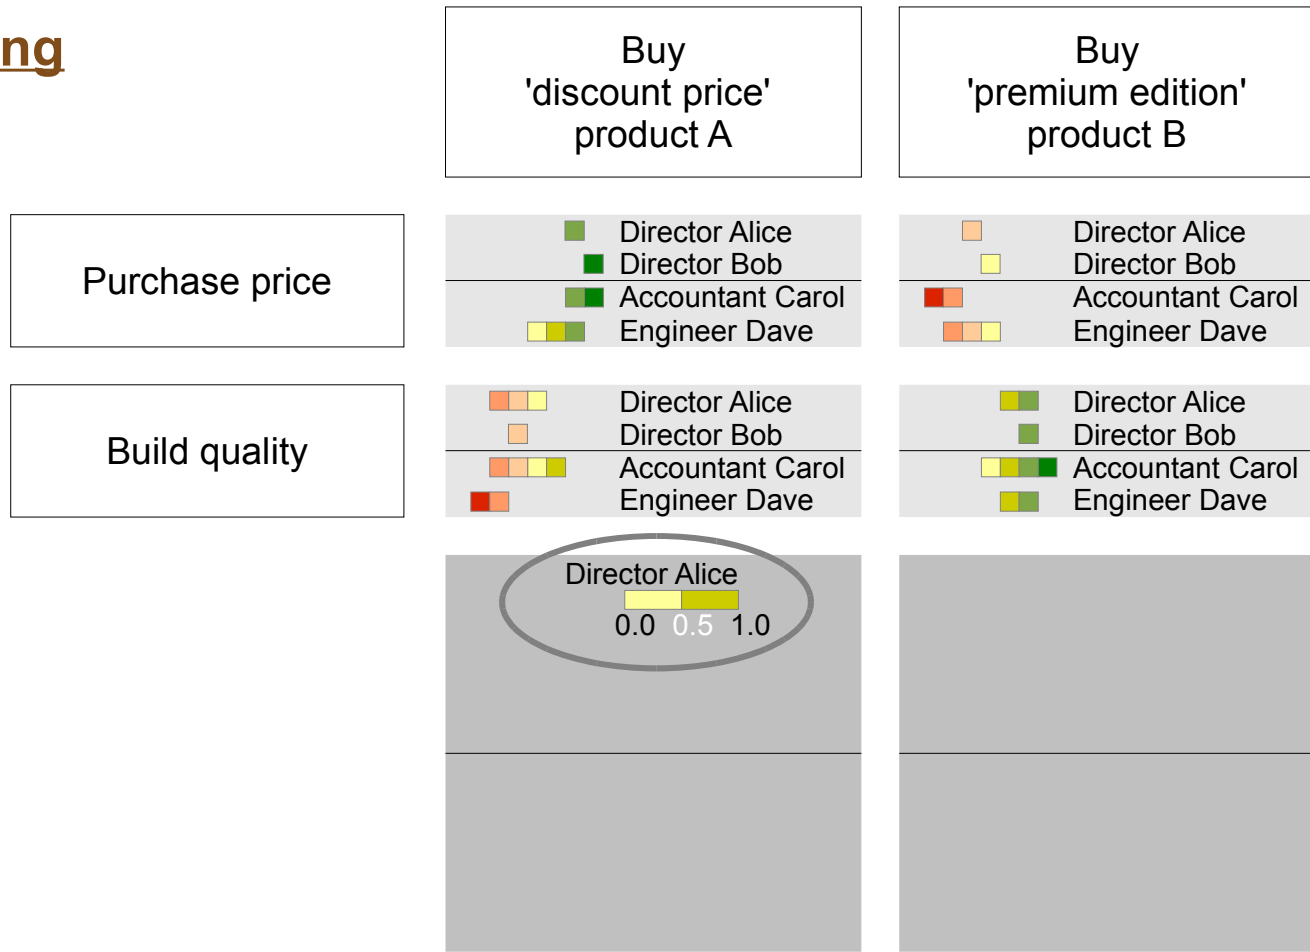 ng
Buy
'discount price'
product A
Buy
'premium edition'
product B
Purchase price
Director Alice
Director Bob
Accountant Carol
Engineer Dave
Director Alice
Director Bob
Accountant Carol
Engineer Dave
Build quality
Director Alice
Director Bob
Accountant Carol
Engineer Dave
Director Alice
Director Bob
Accountant Carol
Engineer Dave
Director Alice
0.0 0.5 1.0